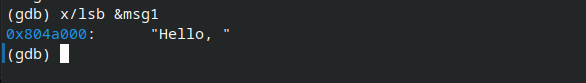 (gdb) x/lsb &msg1
0x804a000:      "Hello, "
(gdb)